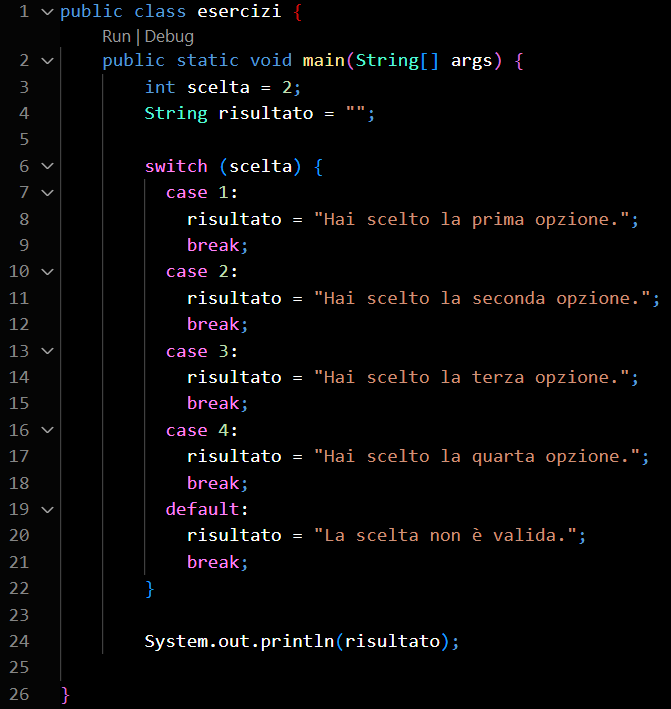 1 public class esercizi {
Run | Debug
2 public static void main(String[] args) {
3 int scelta = 2;
4 String risultato = "";
5
6 switch (scelta) {
7 case 1:
8 risultato = "Hai scelto la prima opzione.";
9 break;
10 case 2:
11 risultato = "Hai scelto la seconda opzione.";
12 break;
13 case 3:
14 risultato = "Hai scelto la terza opzione.";
15 break;
16 case 4:
17 risultato = "Hai scelto la quarta opzione.";
18 break;
19 default:
20 risultato = "La scelta non è valida.";
21 break;
22 }
23
24 System.out.println(risultato);
25
26 }